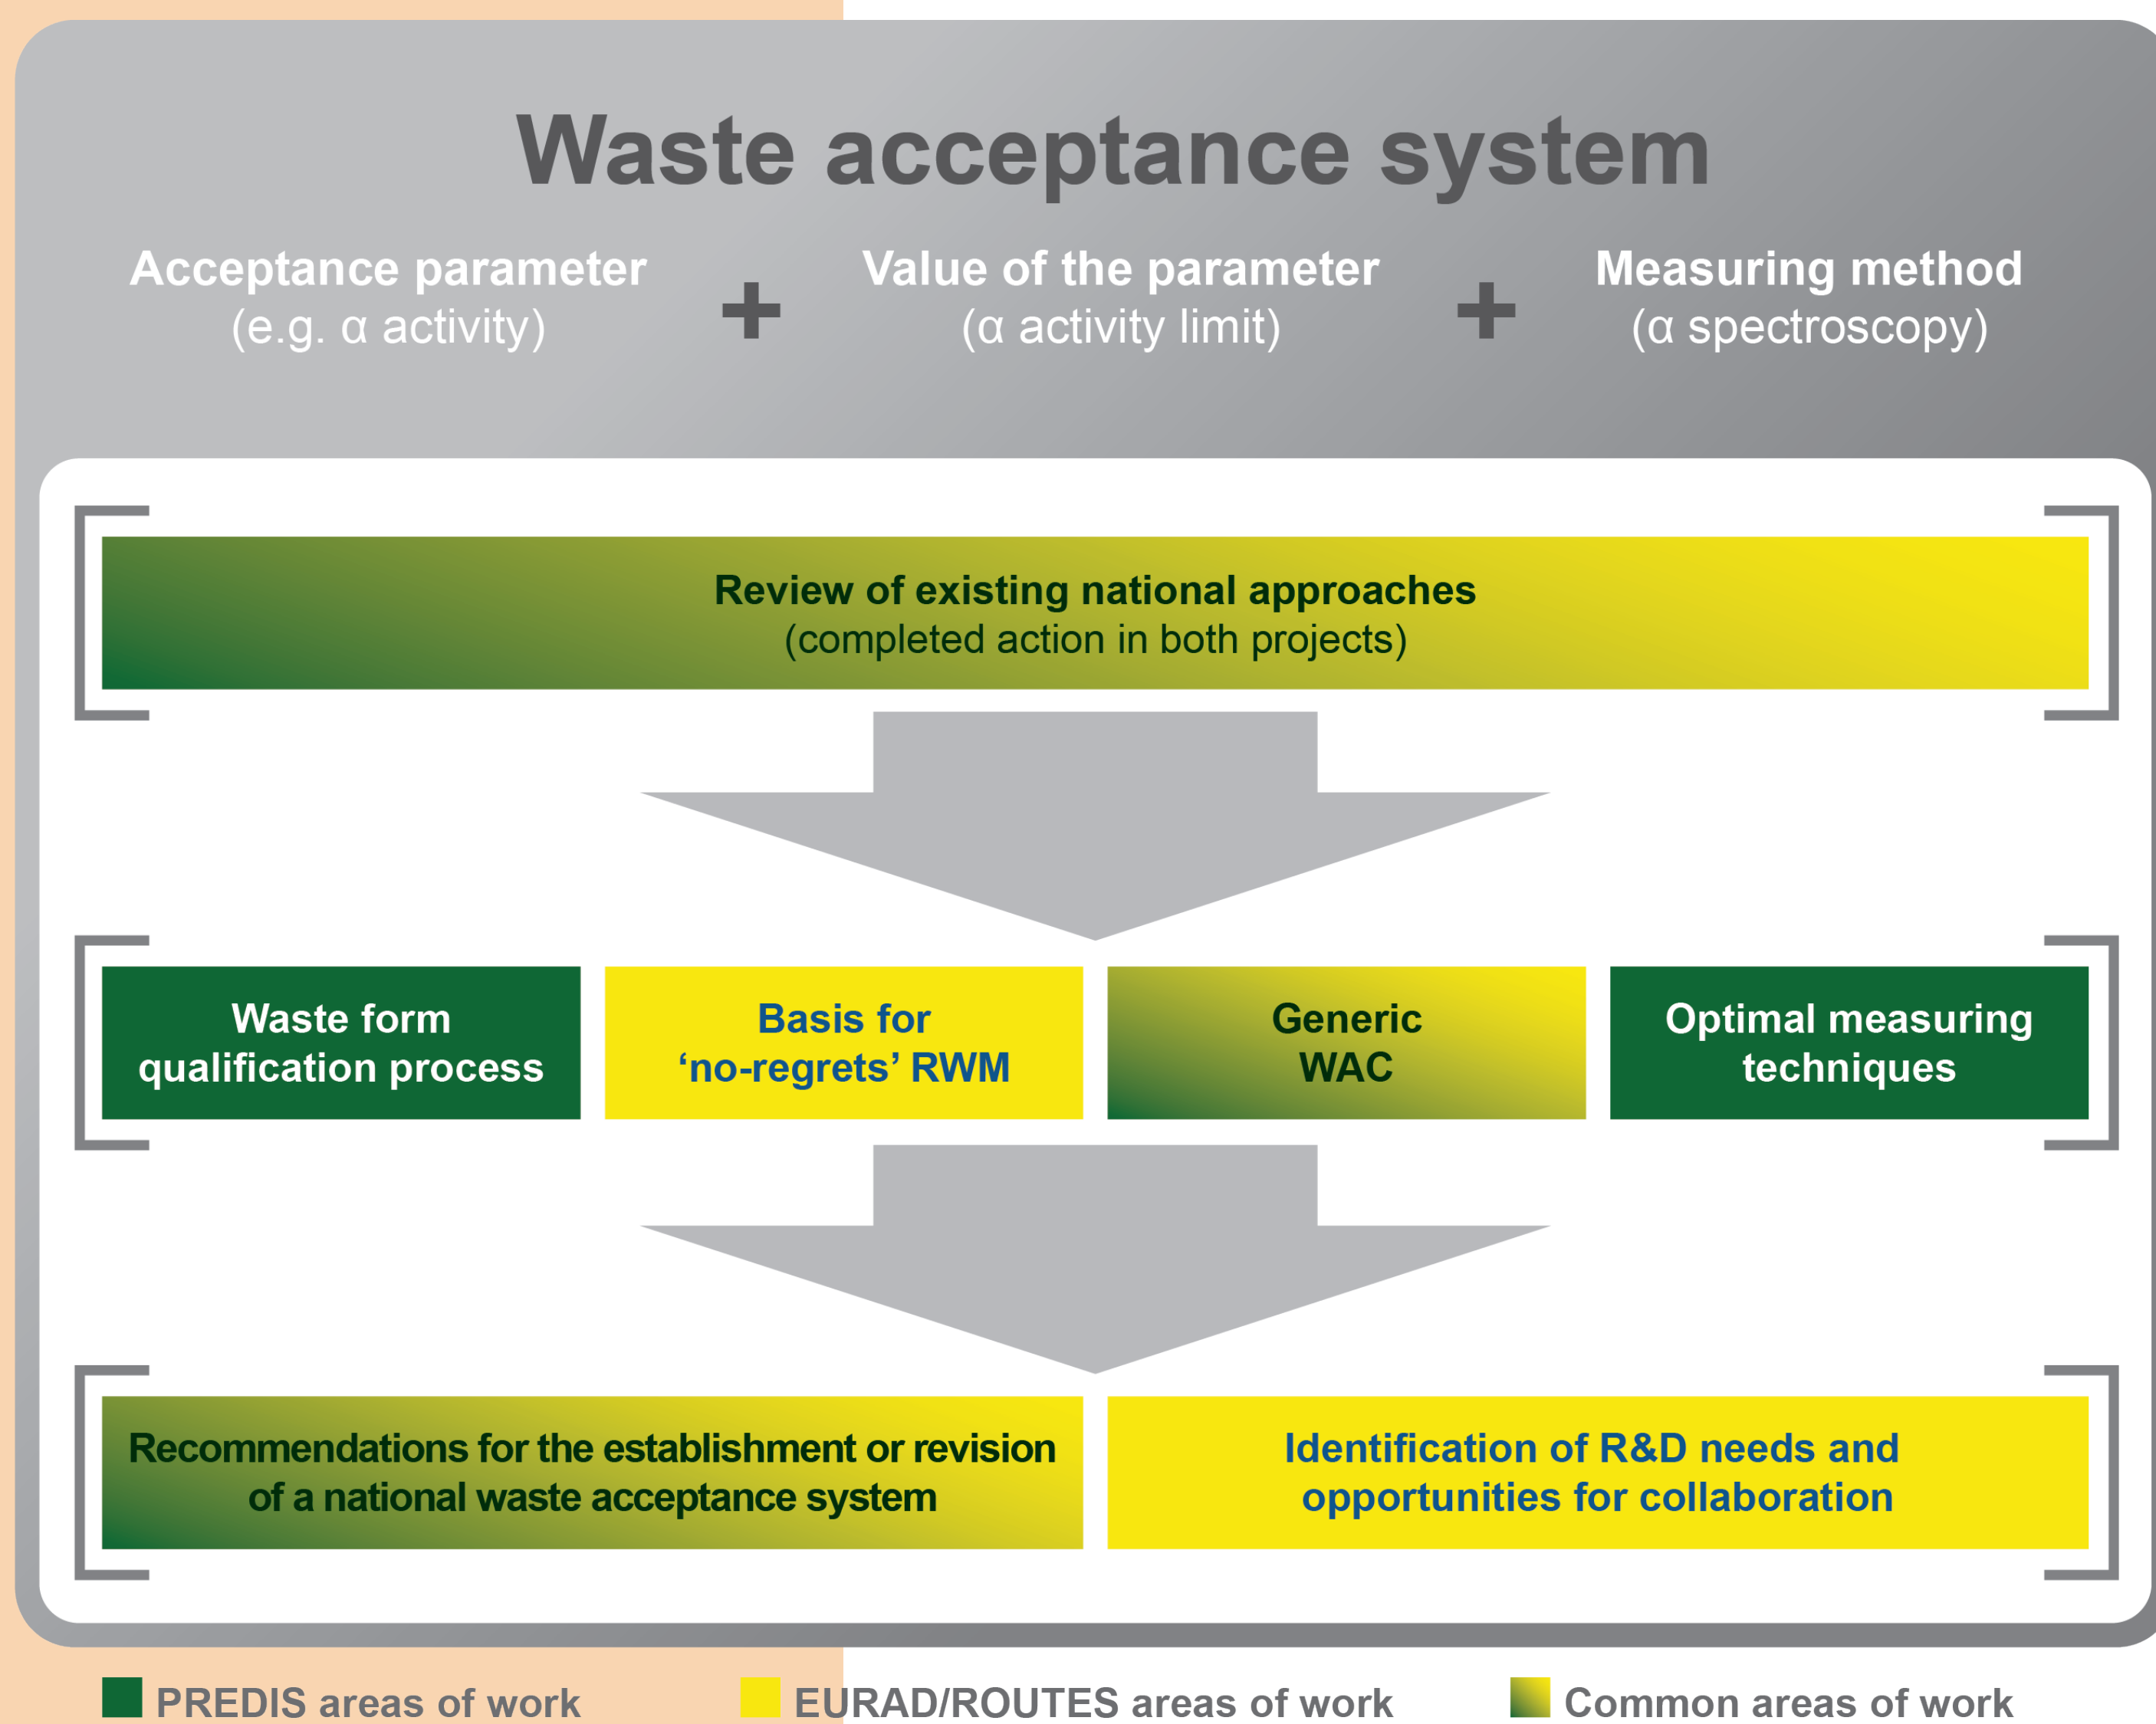 Waste acceptance system
Acceptance parameter
(e.g. α activity)
+
Value of the parameter
(α activity limit)
+
Measuring method
(α spectroscopy)
Review of existing national approaches
(completed action in both projects)
Waste form
qualification process
Basis for
‘no-regrets’ RWM
Generic
WAC
Optimal measuring
techniques
Recommendations for the establishment or revision
of a national waste acceptance system
Identification of R&D needs and
opportunities for collaboration
PREDIS areas of work
EURAD/ROUTES areas of work
Common areas of work